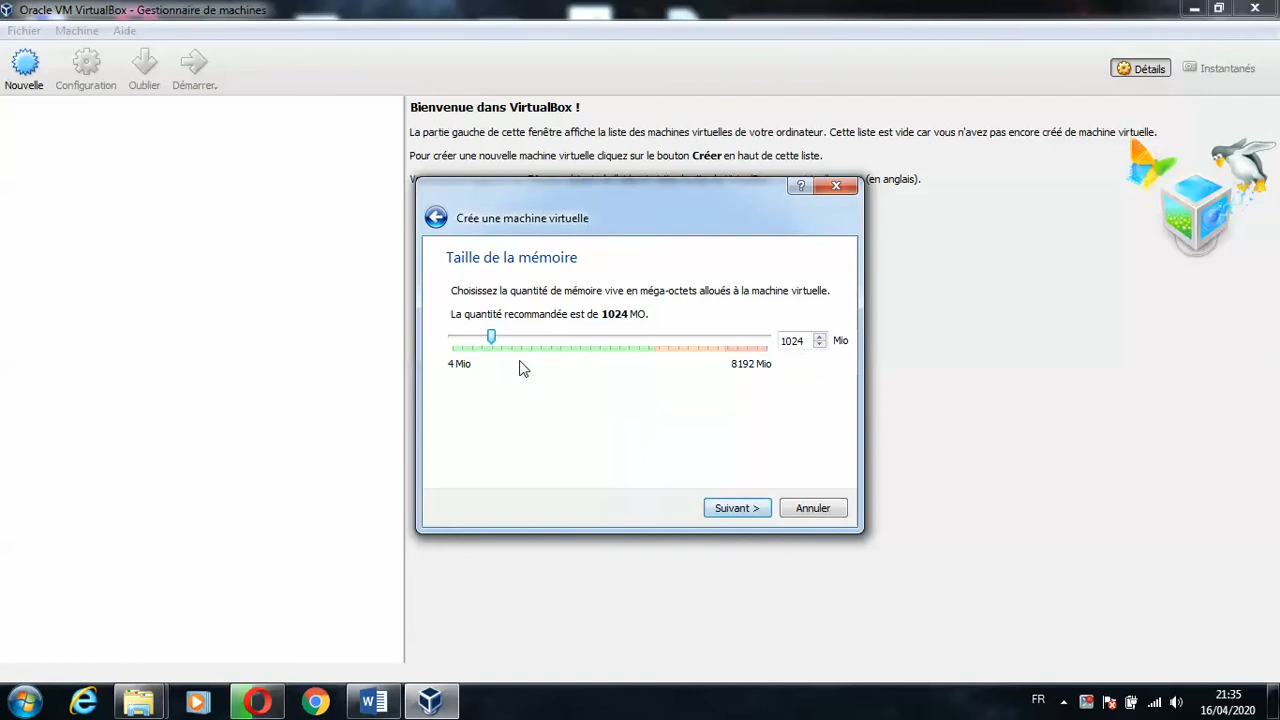 Oracle VM VirtualBox - Gestionnaire de machines
Fichier Machine Aide
Nouvelle Configuration Oublier Démarrer
Détails Instantanés
Bienvenue dans VirtualBox !
La partie gauche de cette fenêtre affiche la liste des machines virtuelles de votre ordinateur. Cette liste est vide car vous n'avez pas encore créé de machine virtuelle.
Pour créer une nouvelle machine virtuelle cliquez sur le bouton Créer en haut de cette liste.
(en anglais).
Crée une machine virtuelle
Taille de la mémoire
Choisissez la quantité de mémoire vive en méga-octets alloués à la machine virtuelle.
La quantité recommandée est de 1024 MO.
1024 Mio
4 Mio 8192 Mio
Suivant > Annuler
FR 21:35
16/04/2020